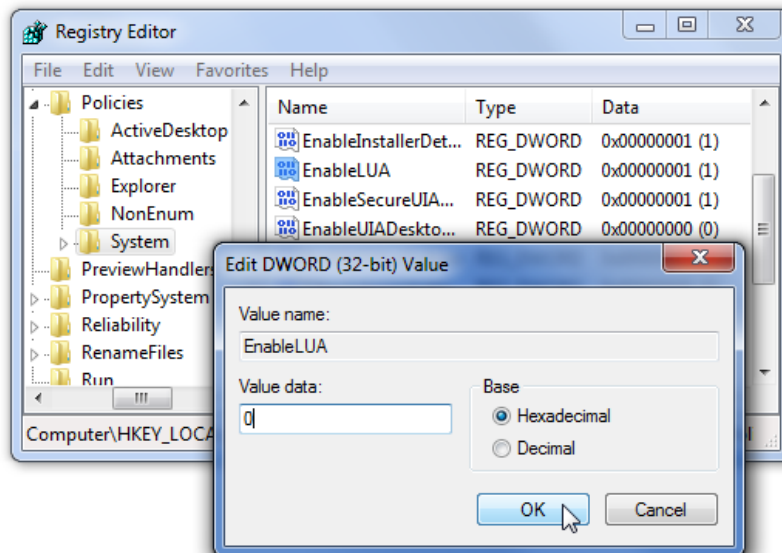 Registry Editor
File Edit View Favorites Help
Policies
ActiveDesktop
Attachments
Explorer
NonEnum
System
PreviewHandlers
PropertySystem
Reliability
RenameFiles
Run
Name Type Data
EnableInstallerDet... REG_DWORD 0x00000001 (1)
EnableLUA REG_DWORD 0x00000001 (1)
EnableSecureUIA... REG_DWORD 0x00000001 (1)
EnableUIADeskto... REG_DWORD 0x00000000 (0)
Computer\HKEY_LOCA
Edit DWORD (32-bit) Value
Value name:
EnableLUA
Value data:
0
Base
Hexadecimal
Decimal
OK Cancel